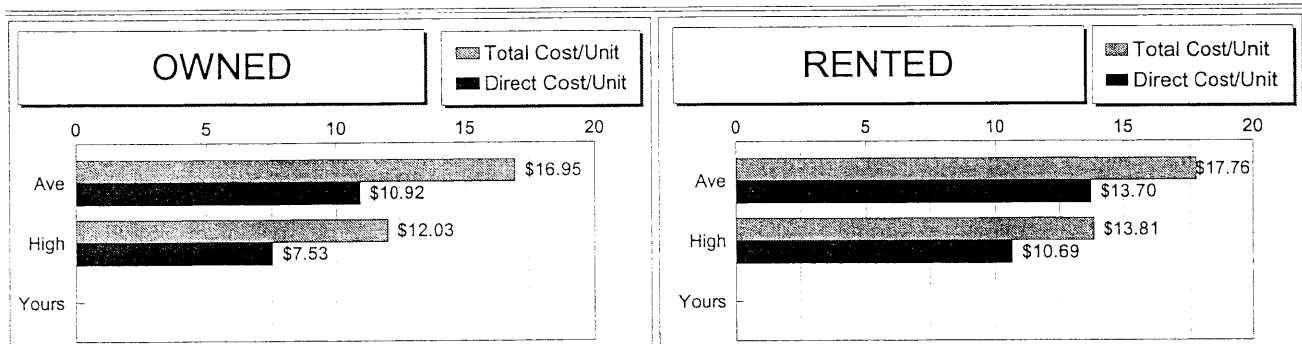 OWNED
Total Cost/Unit
Direct Cost/Unit
0 5 10 15 20
Ave
$16.95
$10.92
High
$12.03
$7.53
Yours
RENTED
Total Cost/Unit
Direct Cost/Unit
0 5 10 15 20
Ave
$17.76
$13.70
High
$13.81
$10.69
Yours